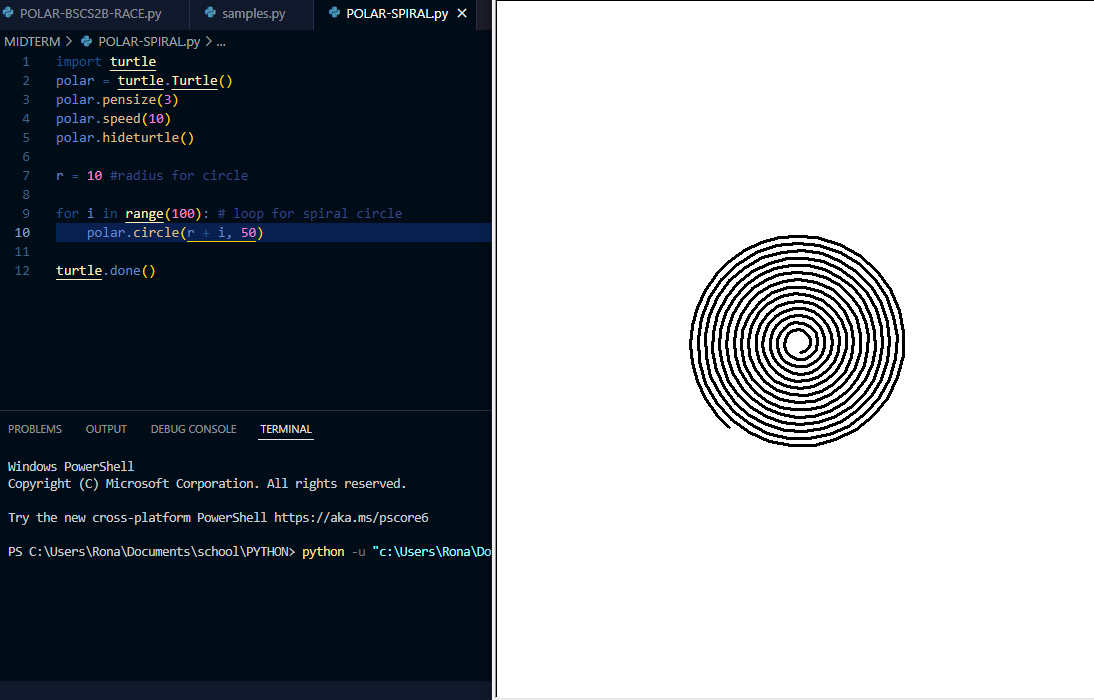 POLAR-BSCS2B-RACE.py samples.py POLAR-SPIRAL.py
MIDTERM > POLAR-SPIRAL.py > ...
1 import turtle
2 polar = turtle.Turtle()
3 polar.pensize(3)
4 polar.speed(10)
5 polar.hideturtle()
6
7 r = 10 #radius for circle
8
9 for i in range(100): # loop for spiral circle
10     polar.circle(r + i, 50)
11
12 turtle.done()
PROBLEMS OUTPUT DEBUG CONSOLE TERMINAL
Windows PowerShell
Copyright (C) Microsoft Corporation. All rights reserved.
Try the new cross-platform PowerShell https://aka.ms/pscore6
PS C:\Users\Rona\Documents\school\PYTHON> python -u "c:\Users\Rona\Do